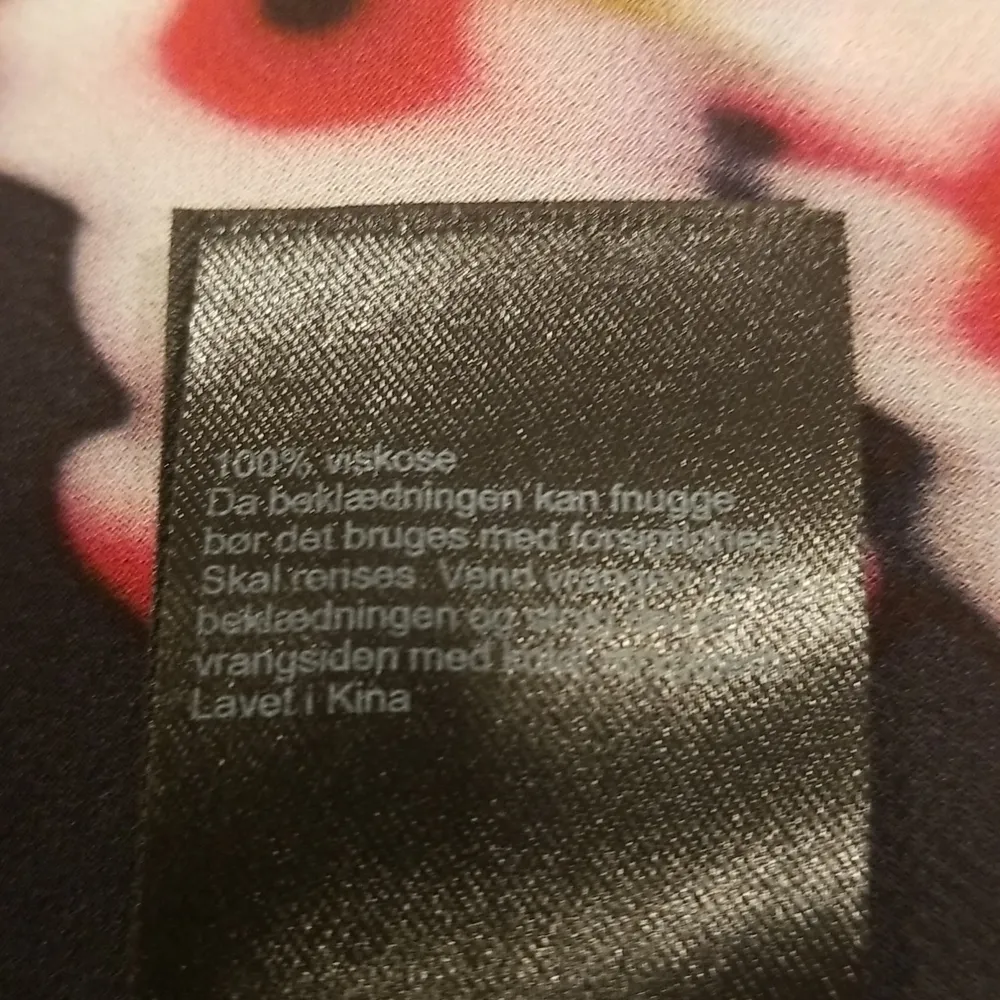 100% viskose
Da beklædningen kan fnugge
bør det bruges med forsigtighed.
Skal renses. Vend vrangen
beklædningen og
vrangsiden med
Lavet i Kina